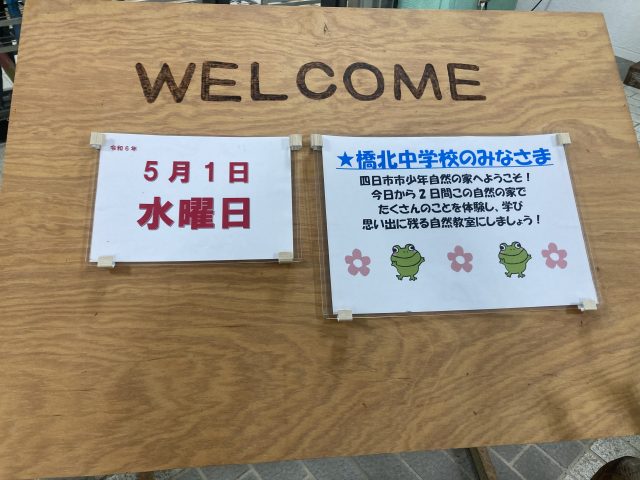 WELCOME
令和6年
5月1日
水曜日
★橋北中学校のみなさま
四日市市少年自然の家へようこそ！
今日から2日間この自然の家で
たくさんのことを体験し、学び
思い出に残る自然教室にしましょう！